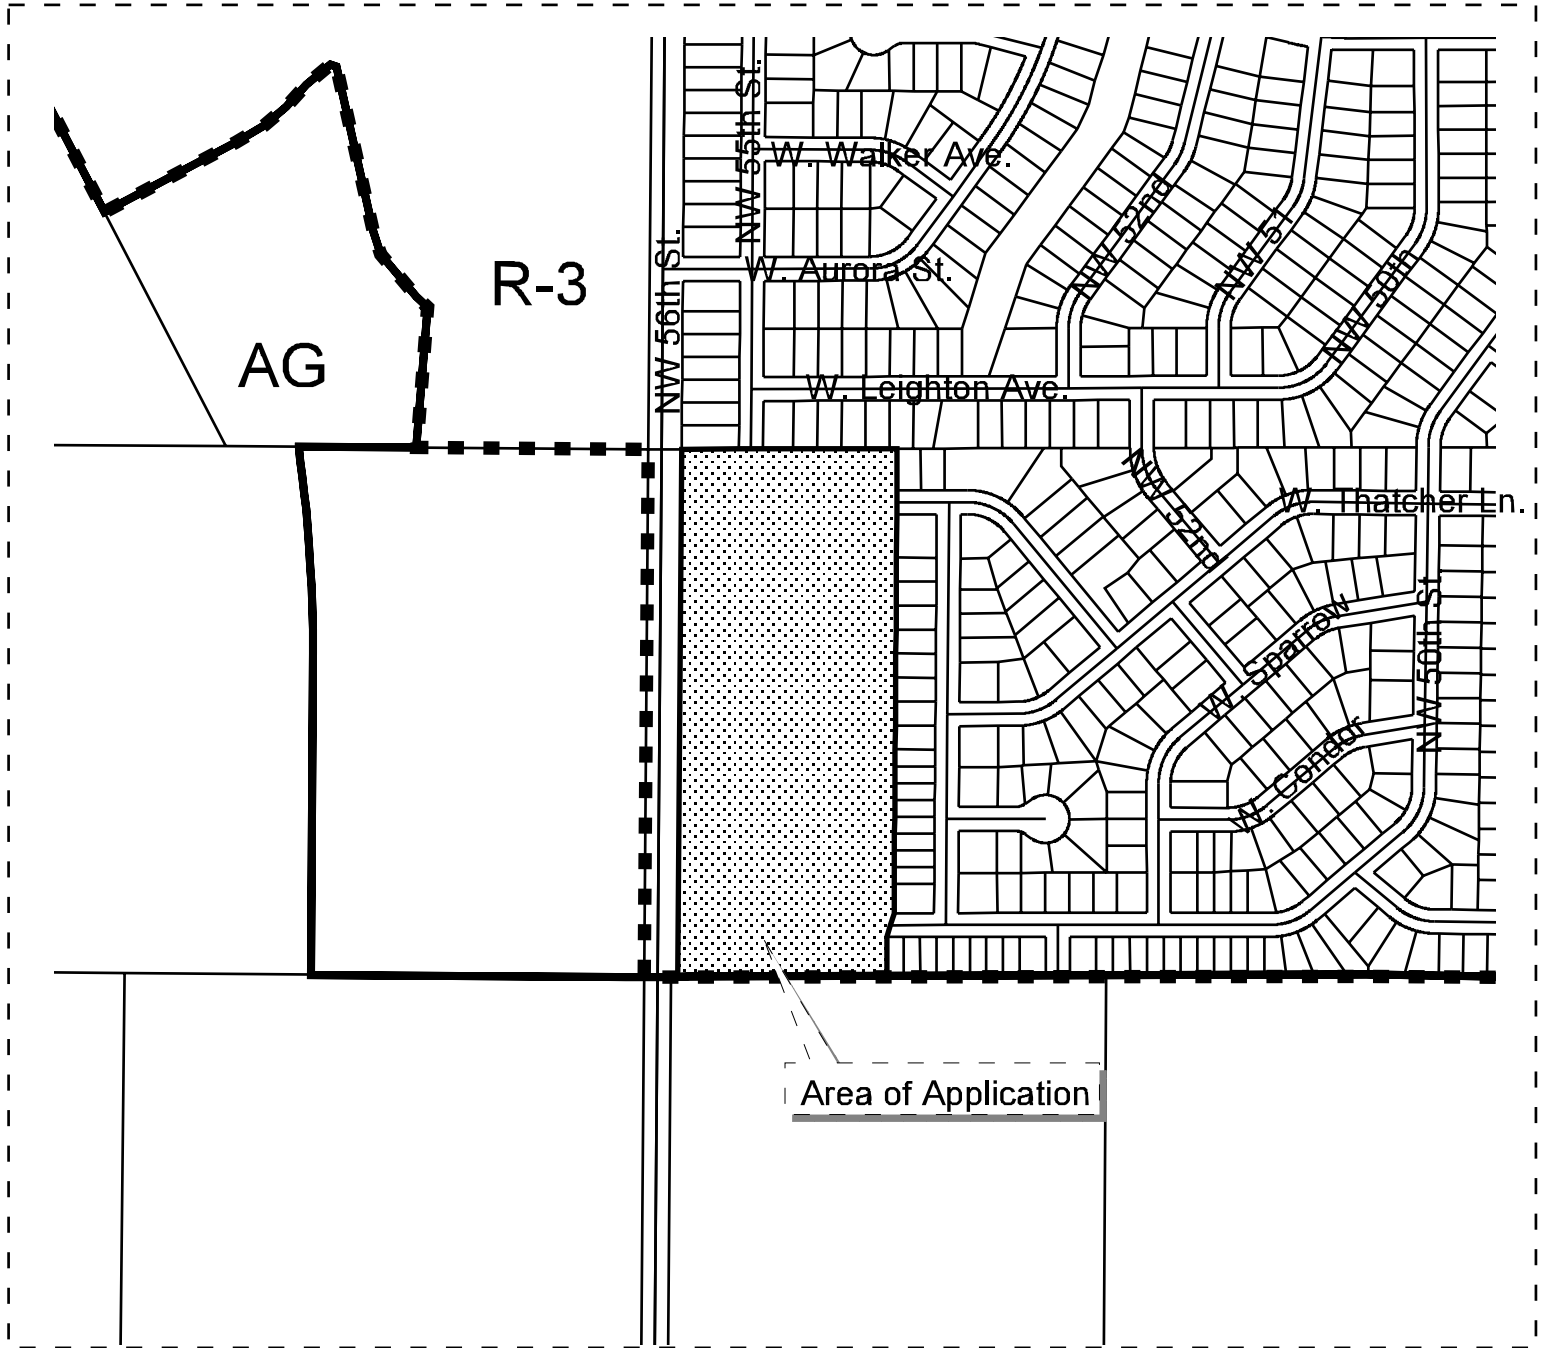 NW 55th St.
W. Walker Ave.
NW 52nd
R-3
NW 56th St.
W. Aurora St.
NW 51
NW 50th
AG
W. Leighton Ave.
NW 52nd
W. Thatcher Ln.
W. Sparrow
NW 50th St
W. Condor
Area of Application